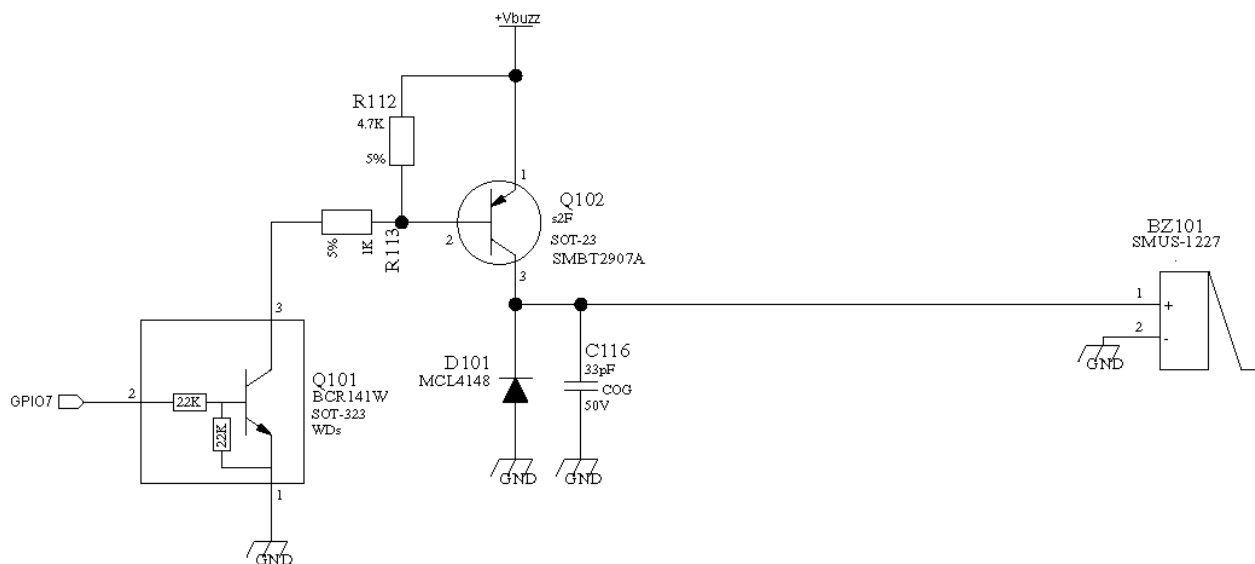 +Vbuzz
R112
4.7K
5%
1
Q102
s2F
SOT-23
SMBT2907A
2
3
5%
1K
R113
BZ101
SMUS-1227
1
+
2
-
GND
3
Q101
BCR141W
SOT-323
WDs
GPIO7
2
22K
22K
1
GND
D101
MCL4148
GND
C116
33pF
COG
50V
GND